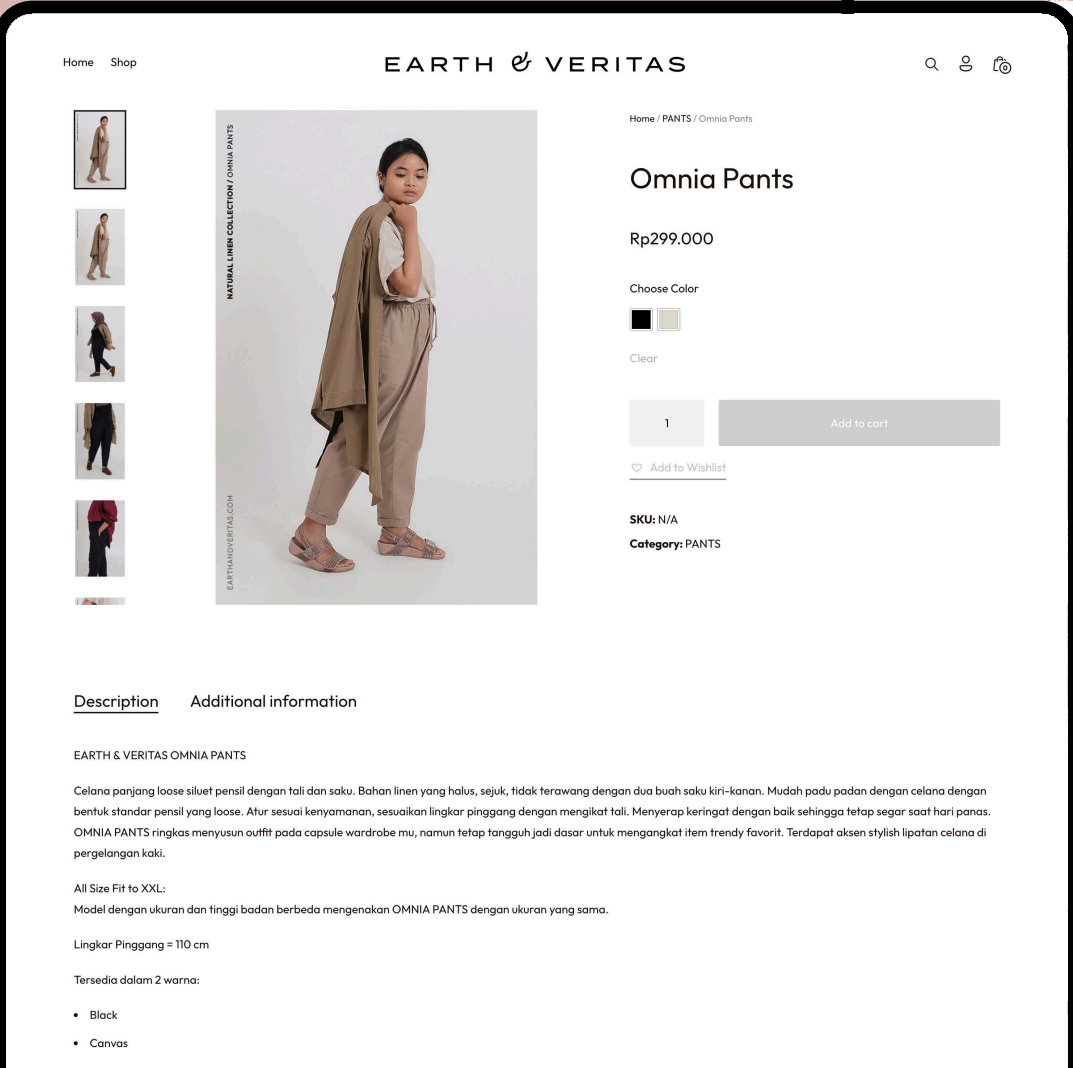 Home Shop
EARTH & VERITAS
0
NATURAL LINEN COLLECTION / OMNIA PANTS
EARTHANDVERITAS.COM
Home / PANTS / Omnia Pants
Omnia Pants
Rp299.000
Choose Color
Clear
1
Add to cart
Add to Wishlist
SKU: N/A
Category: PANTS
Description Additional information
EARTH & VERITAS OMNIA PANTS
Celana panjang loose siluet pensil dengan tali dan saku. Bahan linen yang halus, sejuk, tidak terawang dengan dua buah saku kiri-kanan. Mudah padu padan dengan celana dengan
bentuk standar pensil yang loose. Atur sesuai kenyamanan, sesuaikan lingkar pinggang dengan mengikat tali. Menyerap keringat dengan baik sehingga tetap segar saat hari panas.
OMNIA PANTS ringkas menyusun outfit pada capsule wardrobe mu, namun tetap tangguh jadi dasar untuk mengangkat item trendy favorit. Terdapat aksen stylish lipatan celana di
pergelangan kaki.
All Size Fit to XXL:
Model dengan ukuran dan tinggi badan berbeda mengenakan OMNIA PANTS dengan ukuran yang sama.
Lingkar Pinggang = 110 cm
Tersedia dalam 2 warna:
Black
Canvas